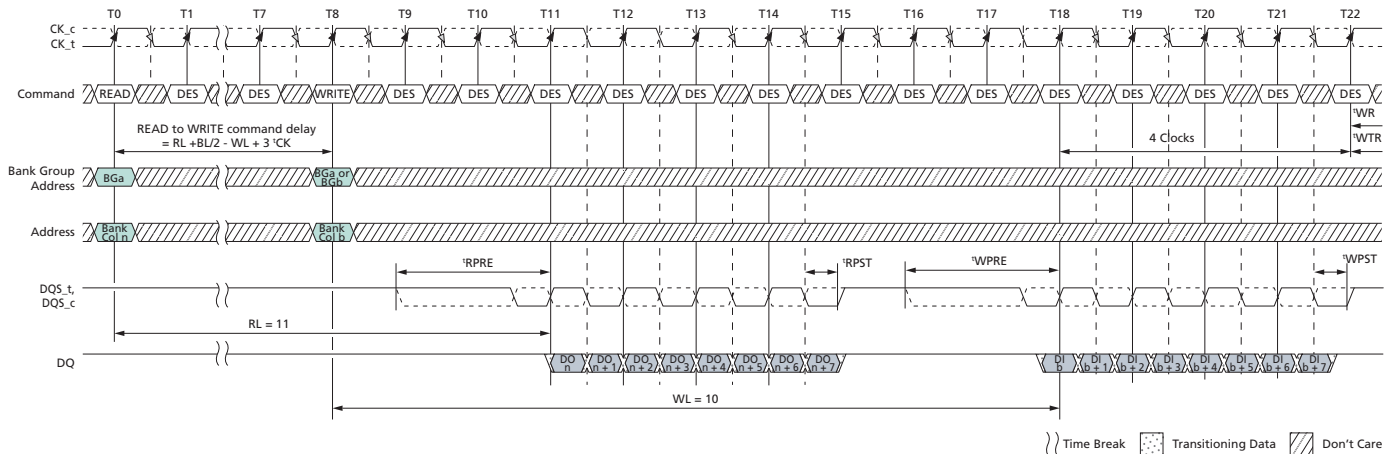 T0 T1 T7 T8 T9 T10 T11 T12 T13 T14 T15 T16 T17 T18 T19 T20 T21 T22
CK_c
CK_t
Command READ DES DES WRITE DES DES DES DES DES DES DES DES DES DES DES DES DES DES
READ to WRITE command delay
= RL +BL/2 - WL + 3 tCK
4 Clocks
tWR
tWTR
Bank Group
Address
BGa
BGa or
BGb
Address
Bank
Col n
Bank
Col b
tRPRE tRPST tWPRE tWPST
DQS_t,
DQS_c
RL = 11
DQ
DO
n
DO
n + 1
DO
n + 2
DO
n + 3
DO
n + 4
DO
n + 5
DO
n + 6
DO
n + 7
DI
b
DI
b + 1
DI
b + 2
DI
b + 3
DI
b + 4
DI
b + 5
DI
b + 6
DI
b + 7
WL = 10
Time Break Transitioning Data Don't Care